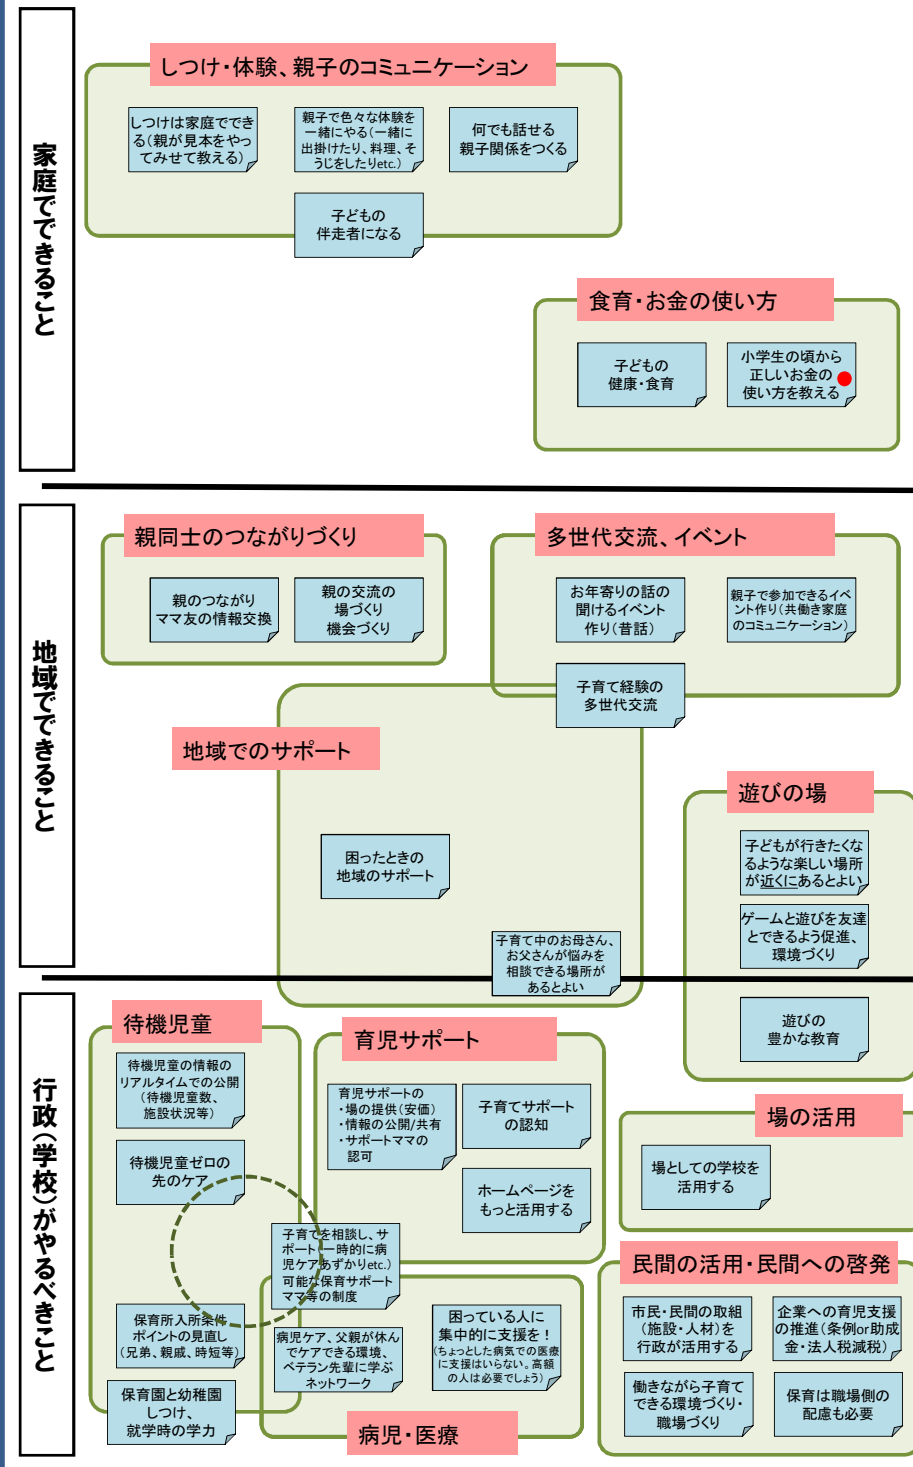 家庭でできること
しつけ・体験、親子のコミュニケーション
しつけは家庭ででき
る(親が見本をやっ
てみせて教える)
親子で色々な体験を
一緒にやる(一緒に
出掛けたり、料理、そ
うじをしたりetc.)
何でも話せる
親子関係をつくる
子どもの
伴走者になる
食育・お金の使い方
子どもの
健康・食育
小学生の頃から
正しいお金の
使い方を教える
地域でできること
親同士のつながりづくり
親のつながり
ママ友の情報交換
親の交流の
場づくり
機会づくり
多世代交流、イベント
お年寄りの話の
聞けるイベント
作り(昔話)
親子で参加できるイベ
ント作り(共働き家庭
のコミュニケーション)
子育て経験の
多世代交流
地域でのサポート
困ったときの
地域のサポート
子育て中のお母さん、
お父さんが悩みを
相談できる場所が
あるとよい
遊びの場
子どもが行きたくな
るような楽しい場所
が近くにあるとよい
ゲームと遊びを友達
とできるよう促進、
環境づくり
遊びの
豊かな教育
行政(学校)がやるべきこと
待機児童
待機児童の情報の
リアルタイムでの公開
(待機児童数、
施設状況等)
待機児童ゼロの
先のケア
保育所入所条件
ポイントの見直し
(兄弟、親戚、時短等)
保育園と幼稚園
しつけ、
就学時の学力
育児サポート
育児サポートの
・場の提供(安価)
・情報の公開/共有
・サポートママの
認可
子育てサポート
の認知
ホームページを
もっと活用する
子育てを相談し、サ
ポート(一時的に病
児ケアあずかりetc.)
可能な保育サポート
ママ等の制度
病児ケア、父親が休ん
でケアできる環境、
ベテラン先輩に学ぶ
ネットワーク
困っている人に
集中的に支援を！
(ちょっとした病気での医療
に支援はいらない。高額
の人は必要でしょう)
病児・医療
場の活用
場としての学校を
活用する
民間の活用・民間への啓発
市民・民間の取組
(施設・人材)を
行政が活用する
企業への育児支援
の推進(条例or助成
金・法人税減税)
働きながら子育て
できる環境づくり・
職場づくり
保育は職場側の
配慮も必要